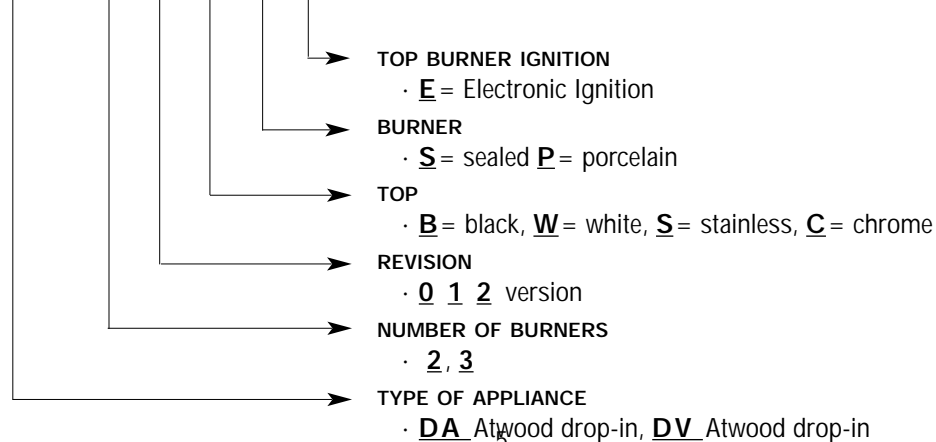 TOP BURNER IGNITION
· E = Electronic Ignition
BURNER
· S = sealed P = porcelain
TOP
· B = black, W = white, S = stainless, C = chrome
REVISION
· 0 1 2 version
NUMBER OF BURNERS
· 2, 3
TYPE OF APPLIANCE
· DA Atwood drop-in, DV Atwood drop-in